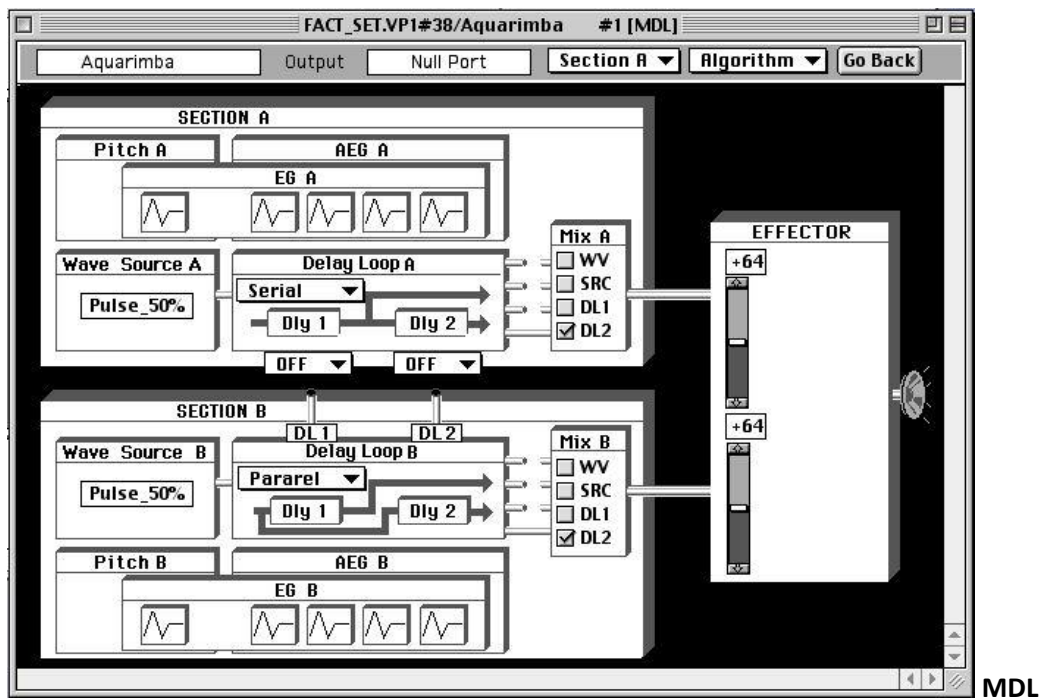 FACT_SET.VP1#38/Aquarimba #1 [MDL]
Aquarimba Output Null Port Section A Algorithm Go Back
SECTION A
Pitch A AEG A
EG A
Mix A
WV
SRC
DL1
DL2
Wave Source A Delay Loop A
Serial
Pulse_50%
Dly 1 Dly 2
OFF OFF
EFFECTOR
+64
+64
SECTION B
DL1 DL2
Wave Source B Delay Loop B
Pararel
Pulse_50%
Dly 1 Dly 2
Mix B
WV
SRC
DL1
DL2
Pitch B AEG B
EG B
MDL